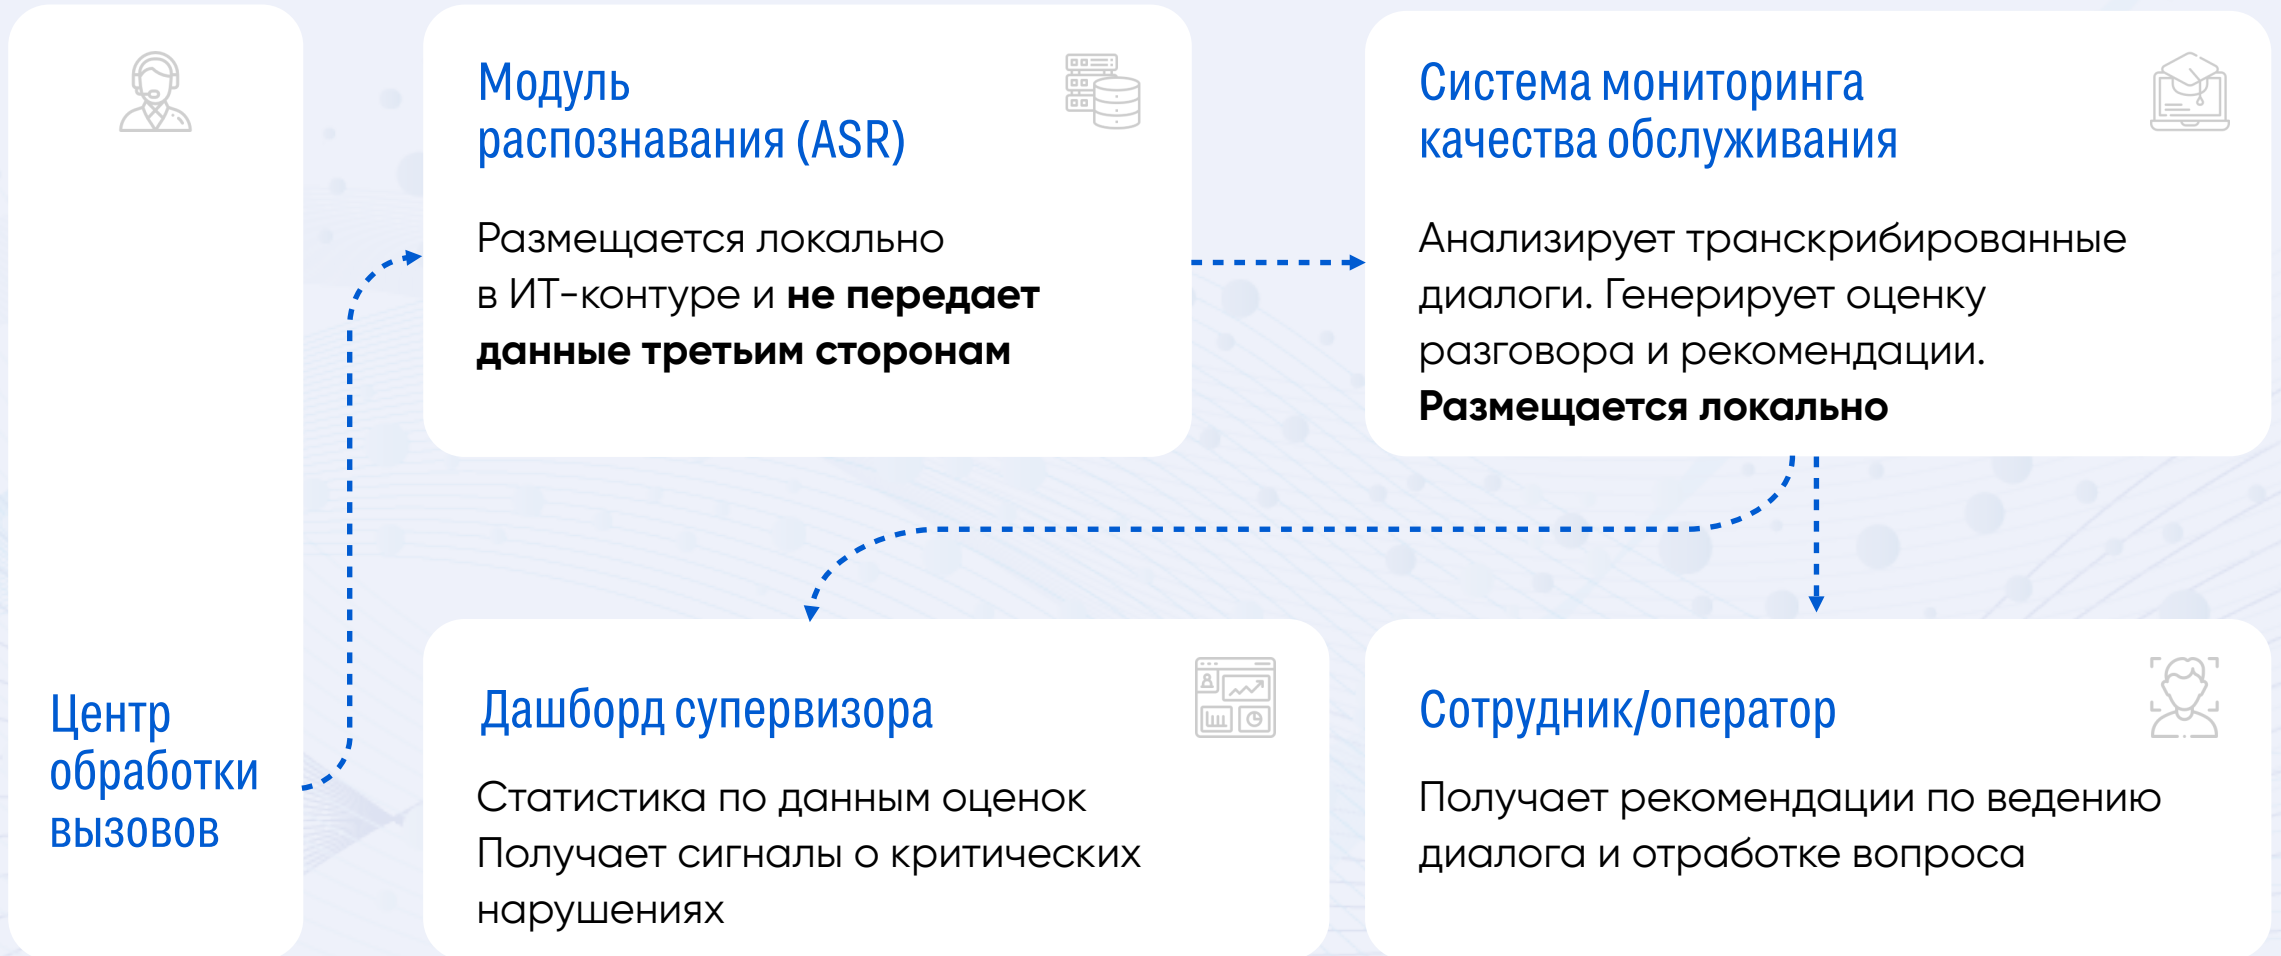 Модуль
распознавания (ASR)
Размещается локально
в ИТ-контуре и не передает
данные третьим сторонам
Система мониторинга
качества обслуживания
Анализирует транскрибированные
диалоги. Генерирует оценку
разговора и рекомендации.
Размещается локально
Центр
обработки
вызовов
Дашборд супервизора
Статистика по данным оценок
Получает сигналы о критических
нарушениях
Сотрудник/оператор
Получает рекомендации по ведению
диалога и отработке вопроса